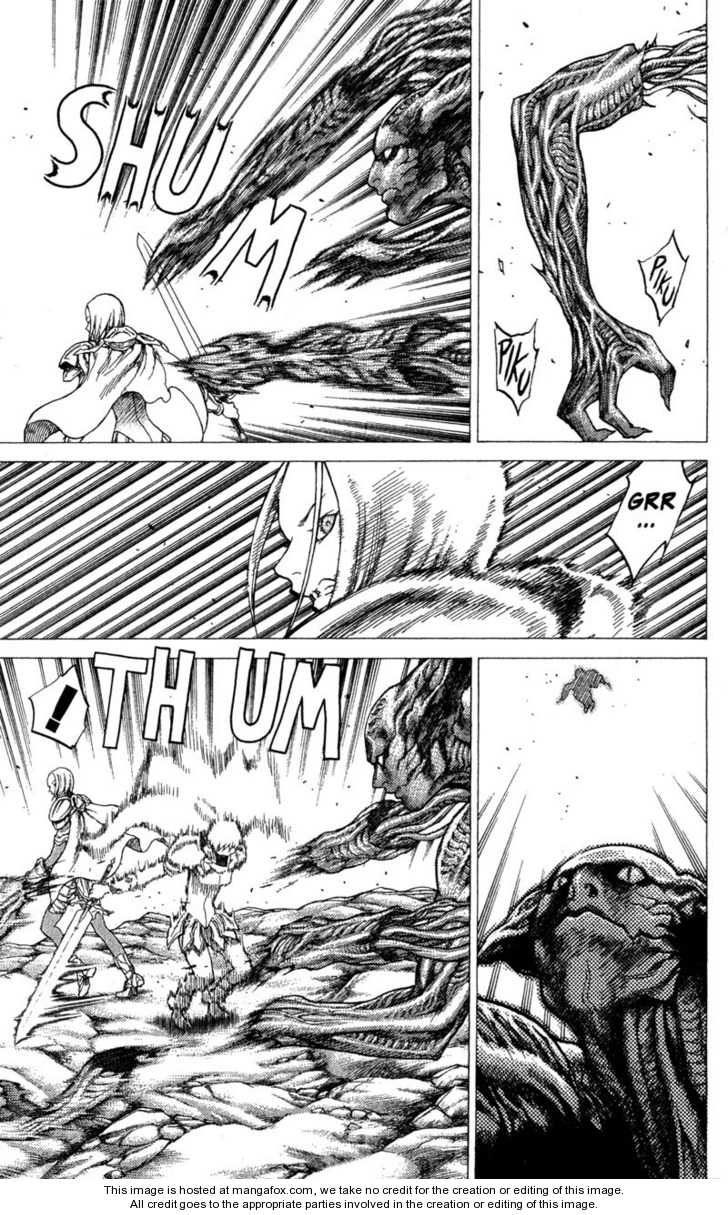 PIKU
PIKU
SHUM
GRR
...
!
THUM
This image is hosted at mangafox.com, we take no credit for the creation or editing of this image.
All credit goes to the appropriate parties involved in the creation or editing of this image.